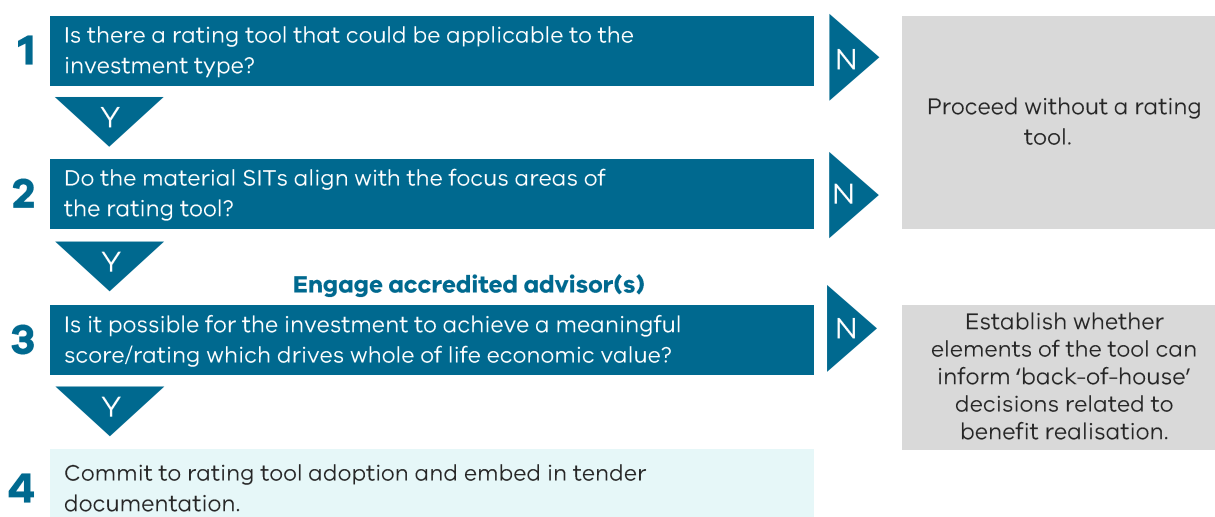 1
Is there a rating tool that could be applicable to the
investment type?
N
Proceed without a rating
tool.
Y
2
Do the material SITs align with the focus areas of
the rating tool?
N
Y
Engage accredited advisor(s)
3
Is it possible for the investment to achieve a meaningful
score/rating which drives whole of life economic value?
N
Establish whether
elements of the tool can
inform ‘back-of-house’
decisions related to
benefit realisation.
Y
4
Commit to rating tool adoption and embed in tender
documentation.